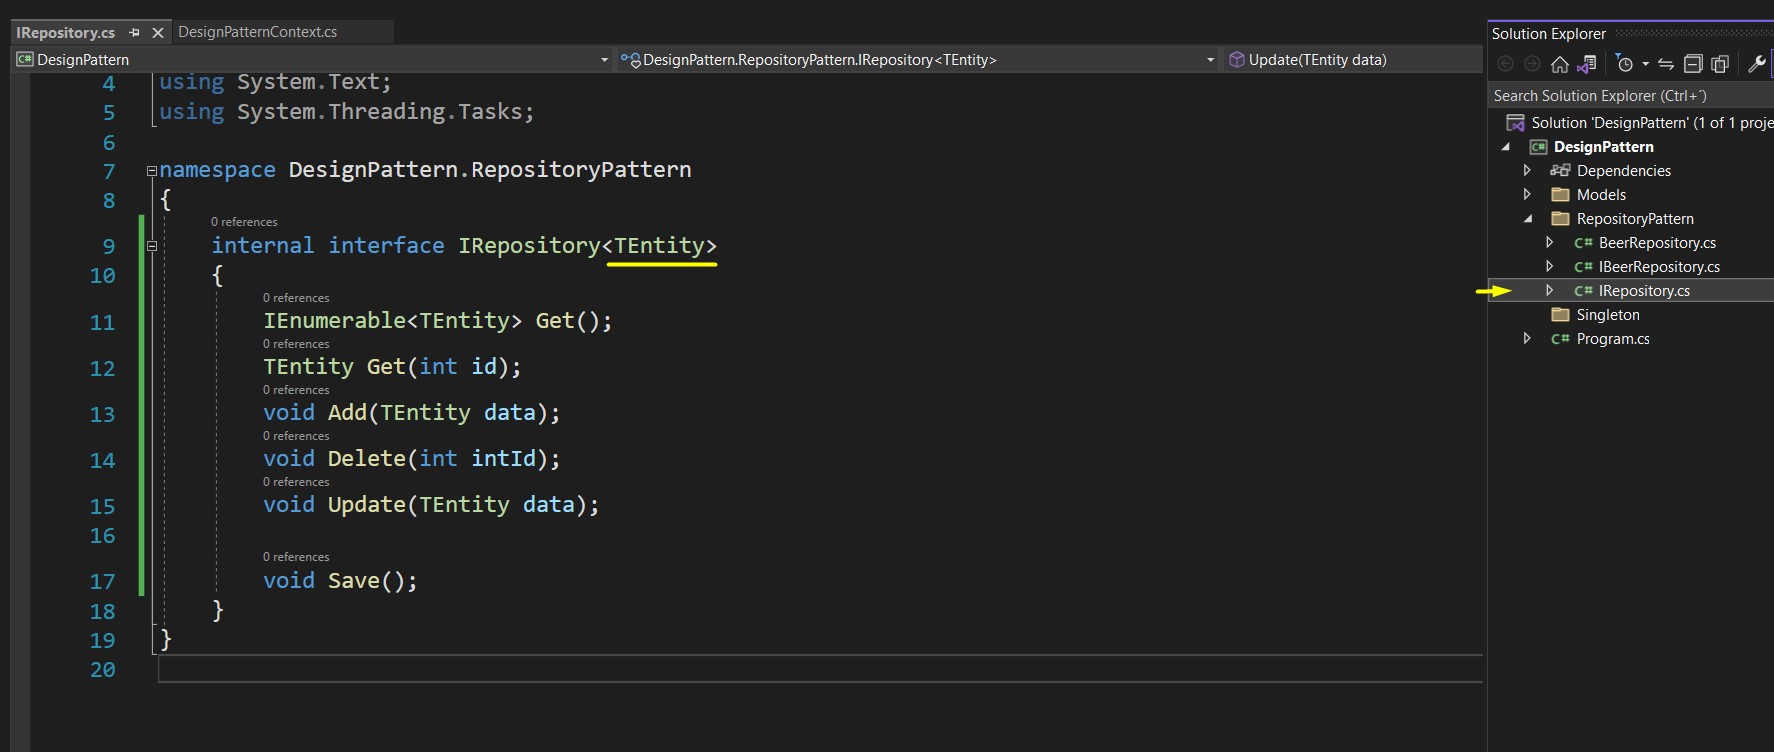 IRepository.cs
DesignPatternContext.cs
DesignPattern
DesignPattern.RepositoryPattern.IRepository<TEntity>
Update(TEntity data)
4 using System.Text;
5 using System.Threading.Tasks;
6
7 namespace DesignPattern.RepositoryPattern
8 {
0 references
9 internal interface IRepository<TEntity>
10 {
0 references
11 IEnumerable<TEntity> Get();
0 references
12 TEntity Get(int id);
0 references
13 void Add(TEntity data);
0 references
14 void Delete(int intId);
0 references
15 void Update(TEntity data);
16
0 references
17 void Save();
18 }
19 }
20
Solution Explorer
Search Solution Explorer (Ctrl+´)
Solution 'DesignPattern' (1 of 1 proje
C# DesignPattern
Dependencies
Models
RepositoryPattern
C# BeerRepository.cs
C# IBeerRepository.cs
C# IRepository.cs
Singleton
C# Program.cs